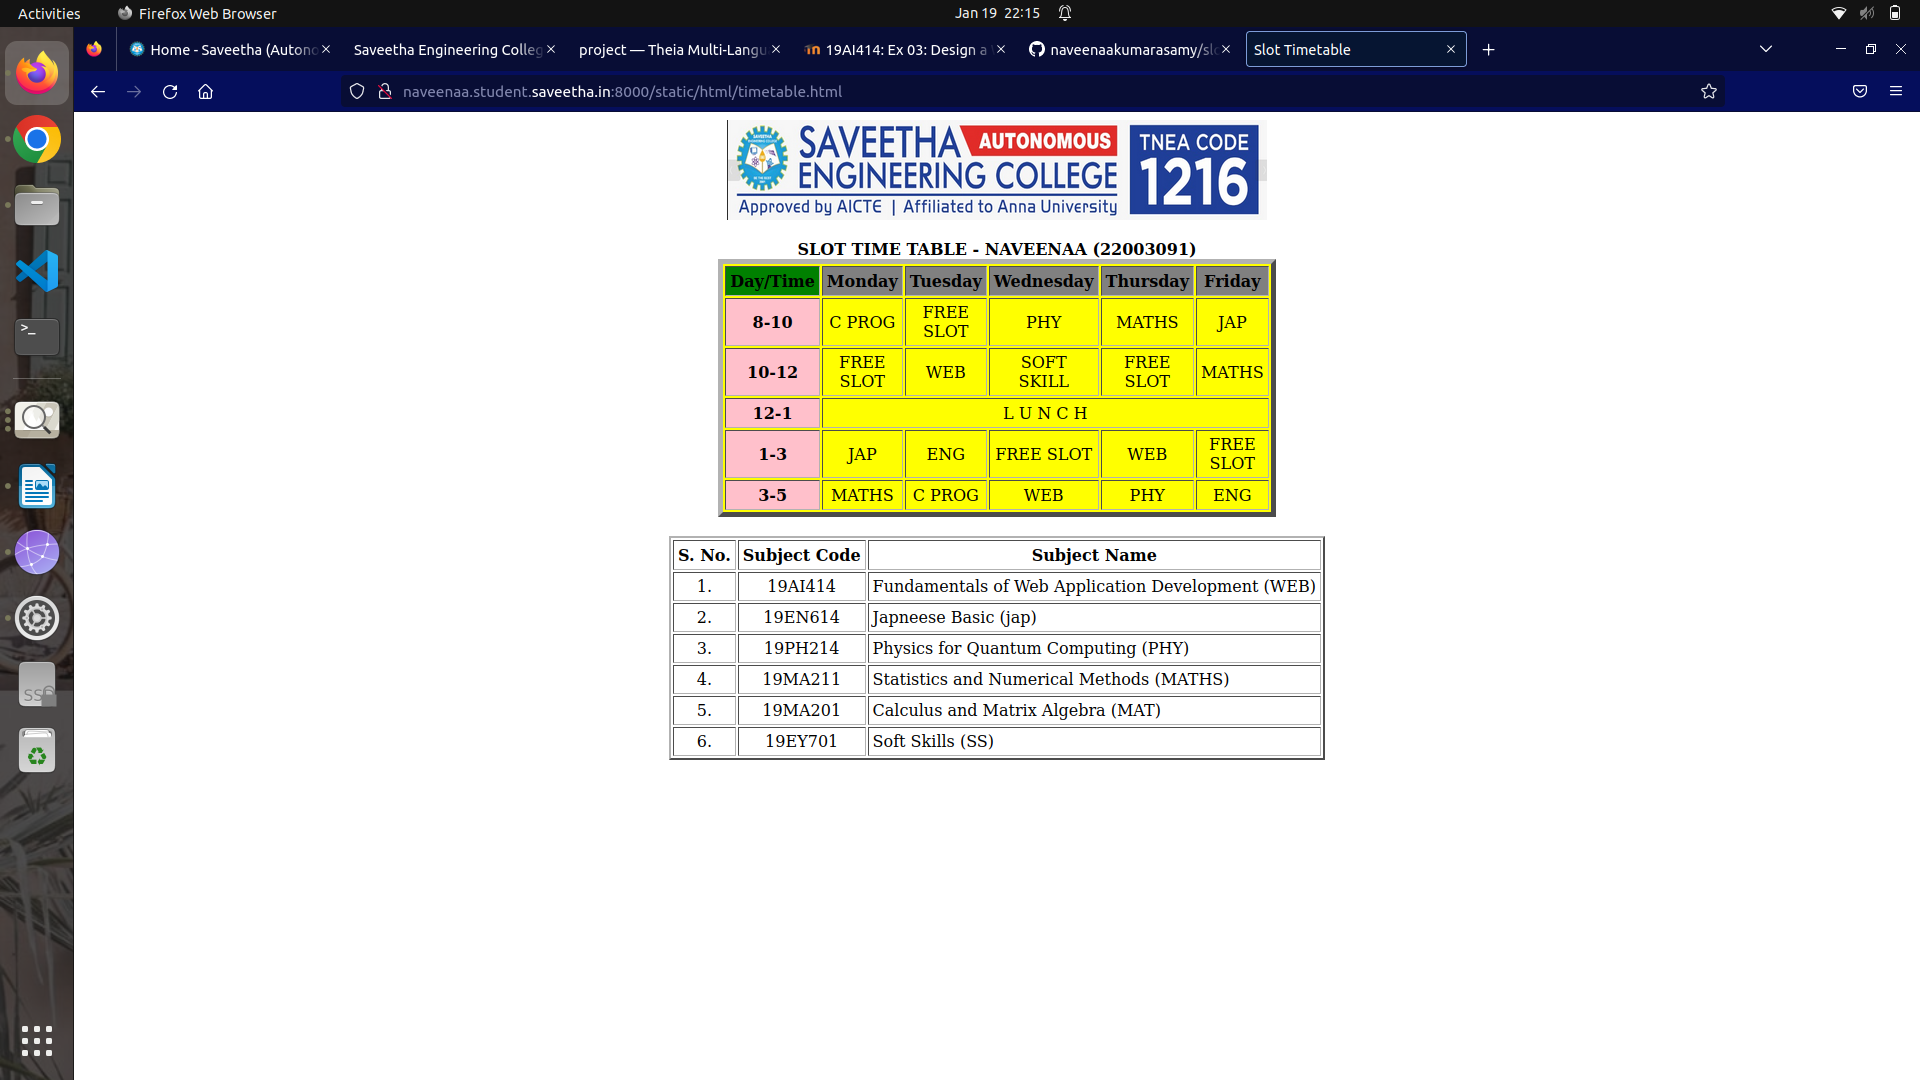 Activities Firefox Web Browser Jan 19 22:15
Home - Saveetha (Autono
Saveetha Engineering Colleg
project — Theia Multi-Langu
19AI414: Ex 03: Design a
naveenaakumarasamy/slo
Slot Timetable
naveenaa.student.saveetha.in:8000/static/html/timetable.html
SAVEETHA AUTONOMOUS
ENGINEERING COLLEGE
Approved by AICTE | Affiliated to Anna University
TNEA CODE
1216
SLOT TIME TABLE - NAVEENAA (22003091)
Day/Time Monday Tuesday Wednesday Thursday Friday
8-10 C PROG FREE SLOT PHY MATHS JAP
10-12 FREE SLOT WEB SOFT SKILL FREE SLOT MATHS
12-1 L U N C H
1-3 JAP ENG FREE SLOT WEB FREE SLOT
3-5 MATHS C PROG WEB PHY ENG
S. No. Subject Code Subject Name
1. 19AI414 Fundamentals of Web Application Development (WEB)
2. 19EN614 Japneese Basic (jap)
3. 19PH214 Physics for Quantum Computing (PHY)
4. 19MA211 Statistics and Numerical Methods (MATHS)
5. 19MA201 Calculus and Matrix Algebra (MAT)
6. 19EY701 Soft Skills (SS)